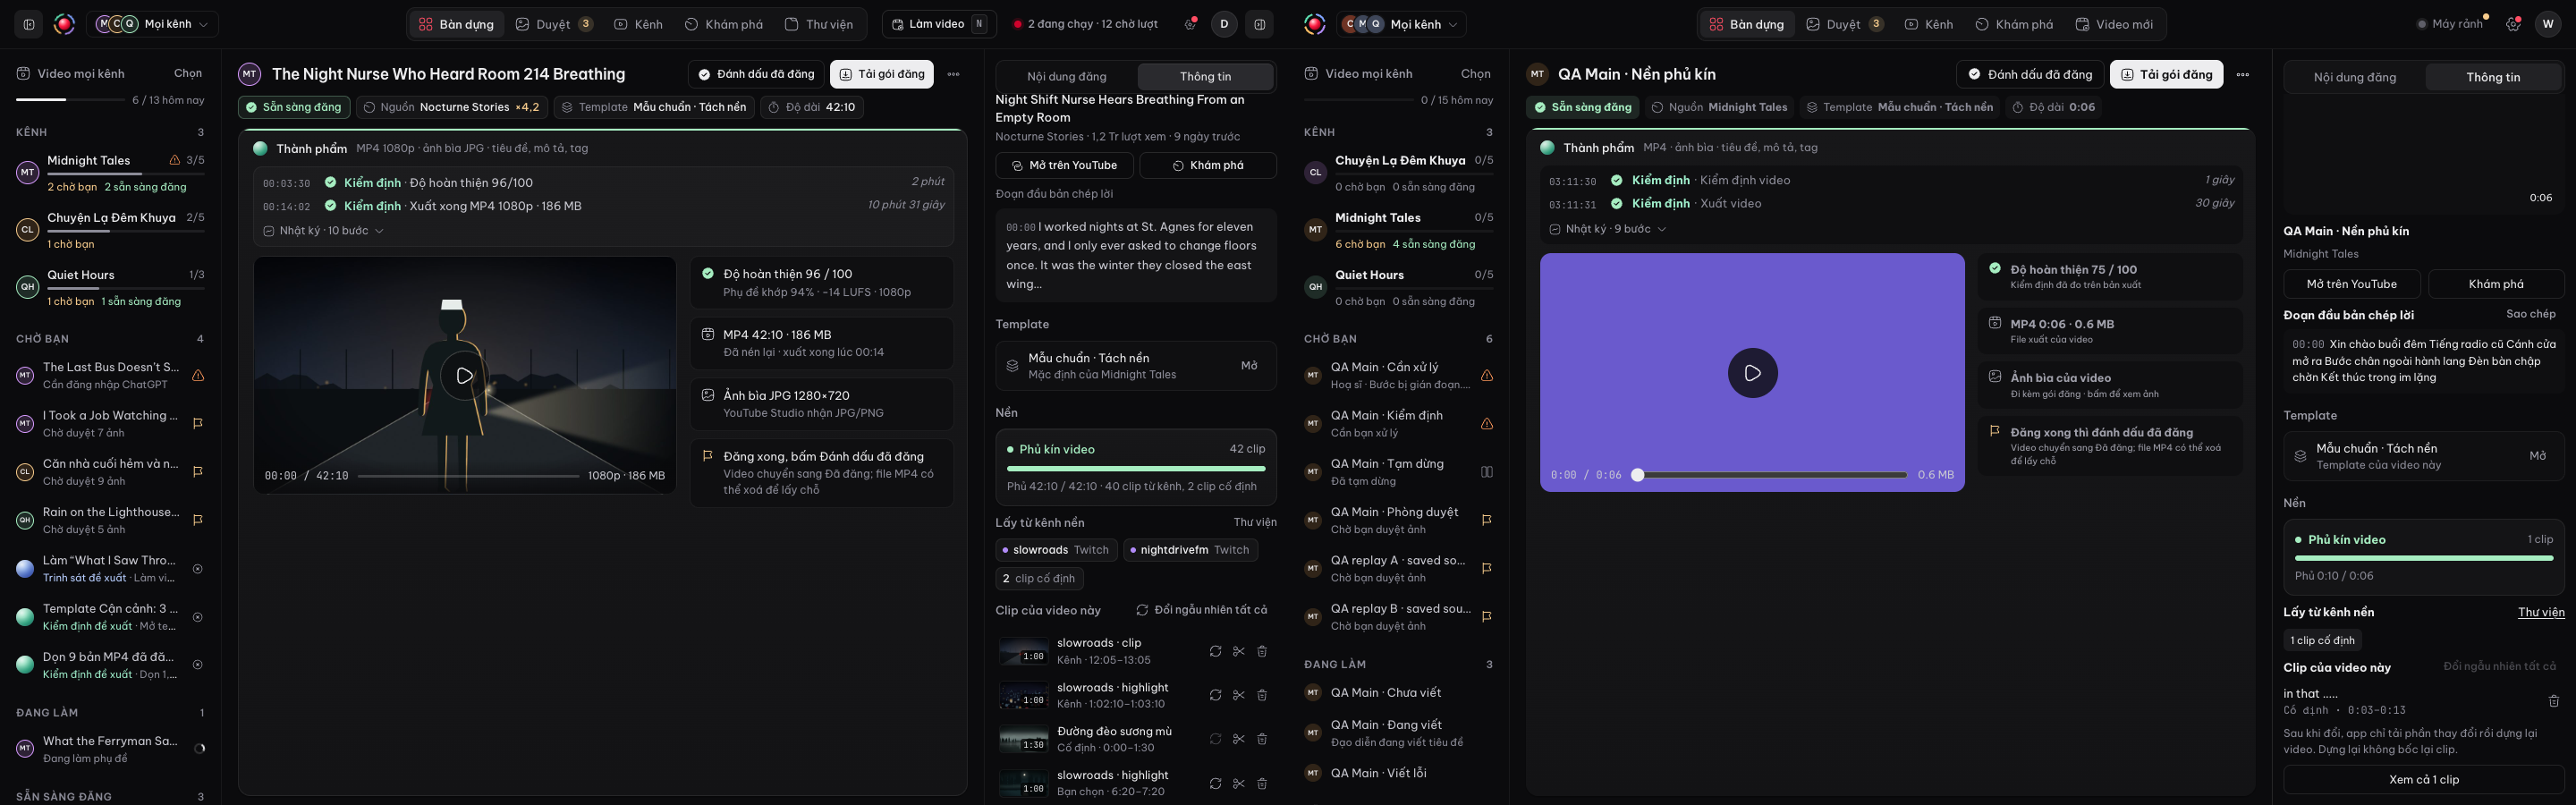 Mọi kênh
Bàn dựng
Duyệt 3
Kênh
Khám phá
Thư viện
Làm video N
2 đang chạy · 12 chờ lượt
D
Video mọi kênh
Chọn
6 / 13 hôm nay
KÊNH 3
MT
Midnight Tales 3/5
2 chờ bạn 2 sẵn sàng đăng
CL
Chuyện Lạ Đêm Khuya 2/5
1 chờ bạn
QH
Quiet Hours 1/3
1 chờ bạn 1 sẵn sàng đăng
CHỜ BẠN 4
MT
The Last Bus Doesn't S...
Cần đăng nhập ChatGPT
MT
I Took a Job Watching ...
Chờ duyệt 7 ảnh
CL
Căn nhà cuối hẻm và n...
Chờ duyệt 9 ảnh
QH
Rain on the Lighthouse...
Chờ duyệt 5 ảnh
Làm “What I Saw Thro...
Trinh sát đề xuất · Làm vi...
Template Cận cảnh: 3 ...
Kiểm định đề xuất · Mở te...
Dọn 9 bản MP4 đã đă...
Kiểm định đề xuất · Dọn 1,...
ĐANG LÀM 1
MT
What the Ferryman Sa...
Đang làm phụ đề
SẴN SÀNG ĐĂNG 3
MT
The Night Nurse Who Heard Room 214 Breathing
Đánh dấu đã đăng
Tải gói đăng
Sẵn sàng đăng
Nguồn Nocturne Stories ×4,2
Template Mẫu chuẩn · Tách nền
Độ dài 42:10
Thành phẩm MP4 1080p · ảnh bìa JPG · tiêu đề, mô tả, tag
00:03:30 Kiểm định · Độ hoàn thiện 96/100 2 phút
00:14:02 Kiểm định · Xuất xong MP4 1080p · 186 MB 10 phút 31 giây
Nhật ký · 10 bước
00:00 / 42:10
1080p · 186 MB
Độ hoàn thiện 96 / 100
Phụ đề khớp 94% · -14 LUFS · 1080p
MP4 42:10 · 186 MB
Đã nén lại · xuất xong lúc 00:14
Ảnh bìa JPG 1280×720
YouTube Studio nhận JPG/PNG
Đăng xong, bấm Đánh dấu đã đăng
Video chuyển sang Đã đăng; file MP4 có
thể xoá để lấy chỗ
Nội dung đăng
Thông tin
Night Shift Nurse Hears Breathing From an
Empty Room
Nocturne Stories · 1,2 Tr lượt xem · 9 ngày trước
Mở trên YouTube
Khám phá
Đoạn đầu bản chép lời
00:00 I worked nights at St. Agnes for eleven
years, and I only ever asked to change floors
once. It was the winter they closed the east
wing...
Template
Mẫu chuẩn · Tách nền
Mặc định của Midnight Tales
Mở
Nền
Phủ kín video 42 clip
Phủ 42:10 / 42:10 · 40 clip từ kênh, 2 clip cố định
Lấy từ kênh nền
Thư viện
slowroads Twitch
nightdrivefm Twitch
2 clip cố định
Clip của video này
Đổi ngẫu nhiên tất cả
1:00
slowroads · clip
Kênh · 12:05–13:05
1:00
slowroads · highlight
Kênh · 1:02:10–1:03:10
1:30
Đường đèo sương mù
Cố định · 0:00–1:30
1:00
slowroads · highlight
Bạn chọn · 6:20–7:20
C M Q
Mọi kênh
Bàn dựng
Duyệt 3
Kênh
Khám phá
Video mới
Máy rảnh
W
Video mọi kênh
Chọn
0 / 15 hôm nay
KÊNH 3
CL
Chuyện Lạ Đêm Khuya 0/5
0 chờ bạn 0 sẵn sàng đăng
MT
Midnight Tales 0/5
6 chờ bạn 4 sẵn sàng đăng
QH
Quiet Hours 0/5
0 chờ bạn 0 sẵn sàng đăng
CHỜ BẠN 6
MT
QA Main · Cần xử lý
Hoạ sĩ · Bước bị gián đoạn....
MT
QA Main · Kiểm định
Cần bạn xử lý
MT
QA Main · Tạm dừng
Đã tạm dừng
MT
QA Main · Phòng duyệt
Chờ bạn duyệt ảnh
MT
QA replay A · saved so...
Chờ bạn duyệt ảnh
MT
QA replay B · saved sou...
Chờ bạn duyệt ảnh
ĐANG LÀM 3
MT
QA Main · Chưa viết
MT
QA Main · Đang viết
Đạo diễn đang viết tiêu đề
MT
QA Main · Viết lỗi
MT
QA Main · Nền phủ kín
Đánh dấu đã đăng
Tải gói đăng
Sẵn sàng đăng
Nguồn Midnight Tales
Template Mẫu chuẩn · Tách nền
Độ dài 0:06
Thành phẩm MP4 · ảnh bìa · tiêu đề, mô tả, tag
03:11:30 Kiểm định · Kiểm định video 1 giây
03:11:31 Kiểm định · Xuất video 30 giây
Nhật ký · 9 bước
0:00 / 0:06
0.6 MB
Độ hoàn thiện 75 / 100
Kiểm định đã đo trên bản xuất
MP4 0:06 · 0.6 MB
File xuất của video
Ảnh bìa của video
Đi kèm gói đăng · bấm để xem ảnh
Đăng xong thì đánh dấu đã đăng
Video chuyển sang Đã đăng; file MP4 có thể xoá
để lấy chỗ
Nội dung đăng
Thông tin
0:06
QA Main · Nền phủ kín
Midnight Tales
Mở trên YouTube
Khám phá
Đoạn đầu bản chép lời
Sao chép
00:00 Xin chào buổi đêm Tiếng radio cũ Cánh cửa
mở ra Bước chân ngoài hành lang Đèn bàn chập
chờn Kết thúc trong im lặng
Template
Mẫu chuẩn · Tách nền
Template của video này
Mở
Nền
Phủ kín video 1 clip
Phủ 0:10 / 0:06
Lấy từ kênh nền
Thư viện
1 clip cố định
Clip của video này
Đổi ngẫu nhiên tất cả
in that .....
Cố định · 0:03–0:13
Sau khi đổi, app chỉ tải phần thay đổi rồi dựng lại
video. Dựng lại không bốc lại clip.
Xem cả 1 clip